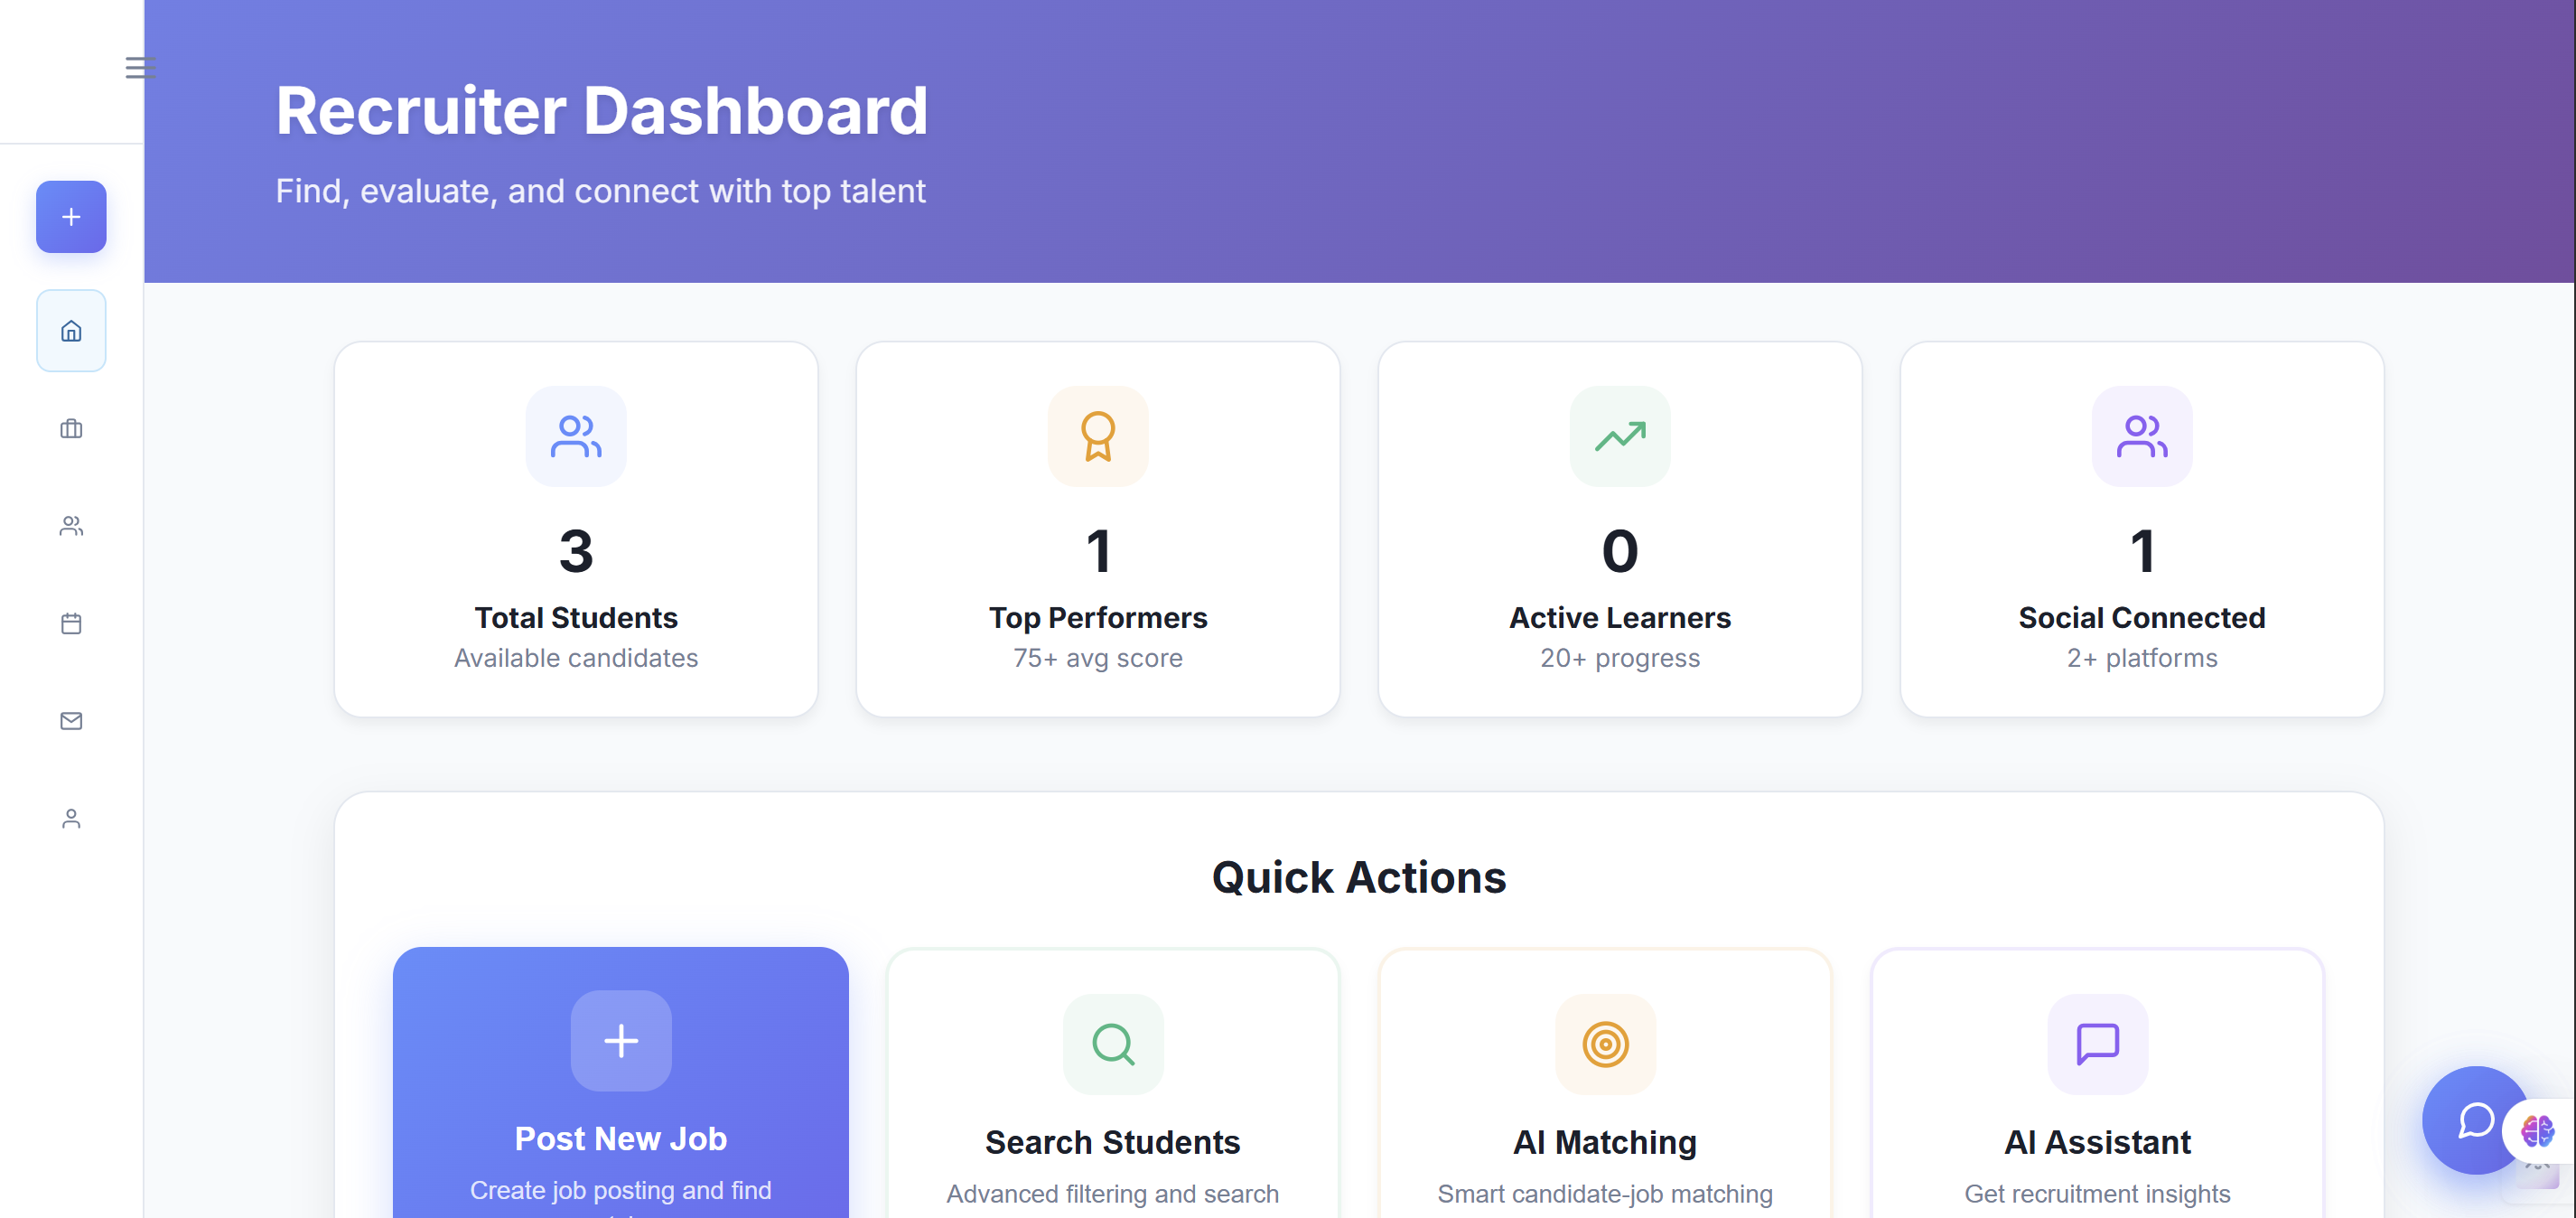 Recruiter Dashboard
Find, evaluate, and connect with top talent
3
Total Students
Available candidates
1
Top Performers
75+ avg score
0
Active Learners
20+ progress
1
Social Connected
2+ platforms
Quick Actions
Post New Job
Create job posting and find
Search Students
Advanced filtering and search
AI Matching
Smart candidate-job matching
AI Assistant
Get recruitment insights